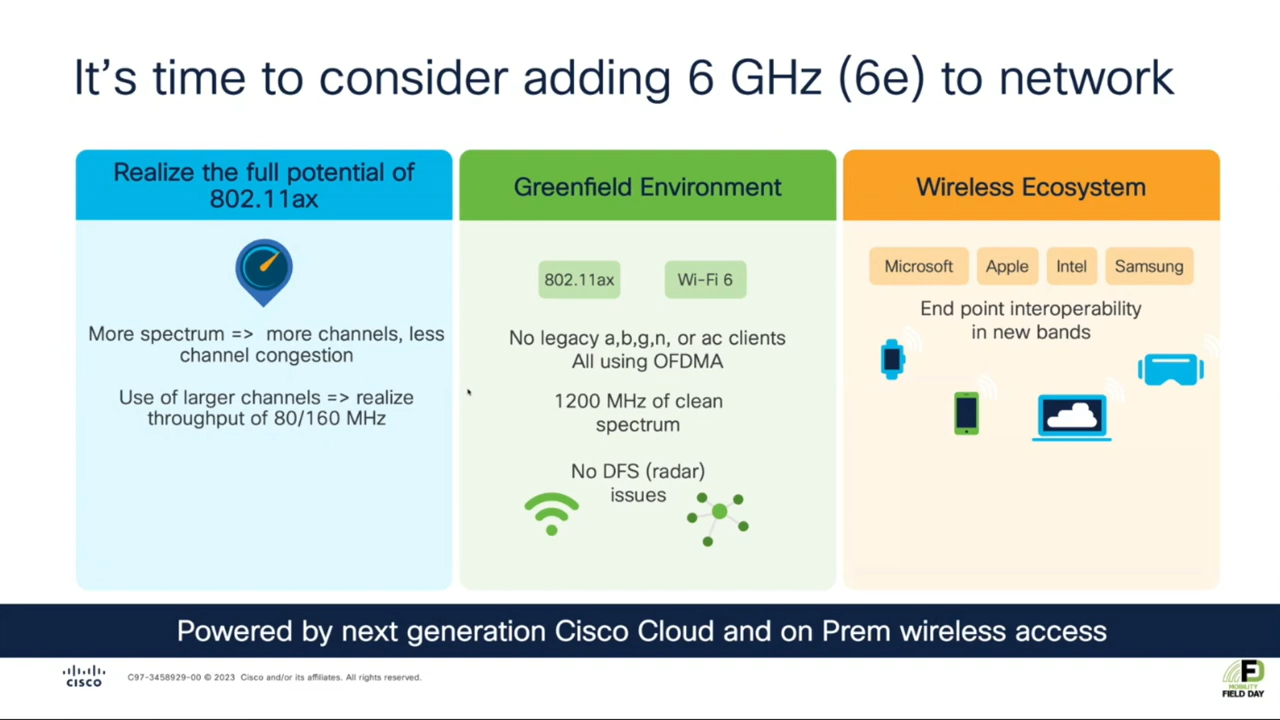 It's time to consider adding 6 GHz (6e) to network
Realize the full potential of
802.11ax
More spectrum => more channels, less
channel congestion
Use of larger channels => realize
throughput of 80/160 MHz
Greenfield Environment
802.11ax
Wi-Fi 6
No legacy a,b,g,n, or ac clients
All using OFDMA
1200 MHz of clean
spectrum
No DFS (radar)
issues
Wireless Ecosystem
Microsoft
Apple
Intel
Samsung
End point interoperability
in new bands
Powered by next generation Cisco Cloud and on Prem wireless access
CISCO
C97-3458929-00 © 2023 Cisco and/or its affiliates. All rights reserved.
FD
MOBILITY
FIELD DAY